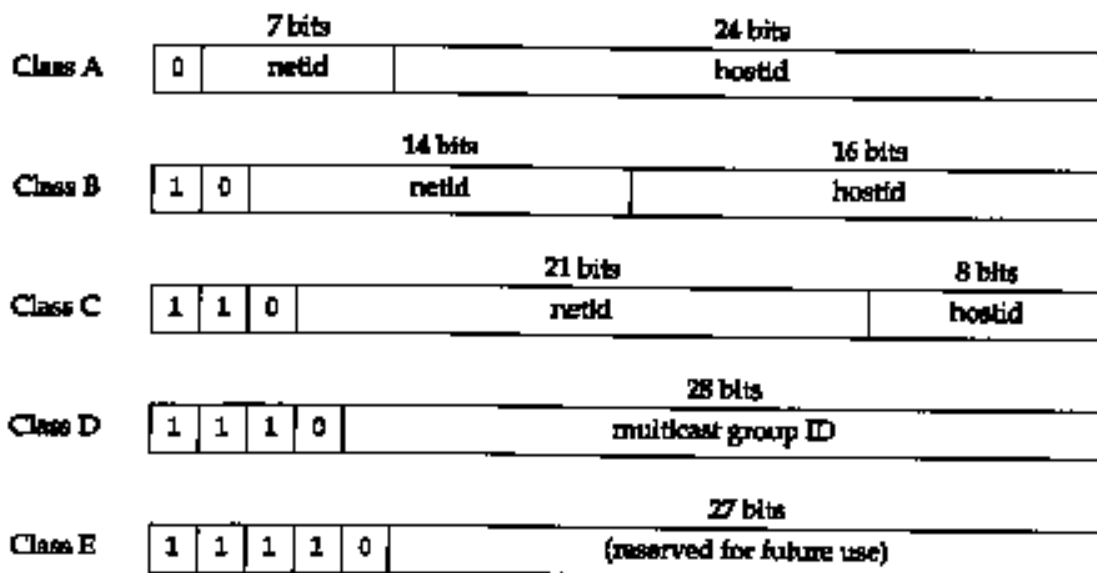 7 bits 24 bits
Class A 0 netid hostid
14 bits 16 bits
Class B 1 0 netid hostid
21 bits 8 bits
Class C 1 1 0 netid hostid
28 bits
Class D 1 1 1 0 multicast group ID
27 bits
Class E 1 1 1 1 0 (reserved for future use)